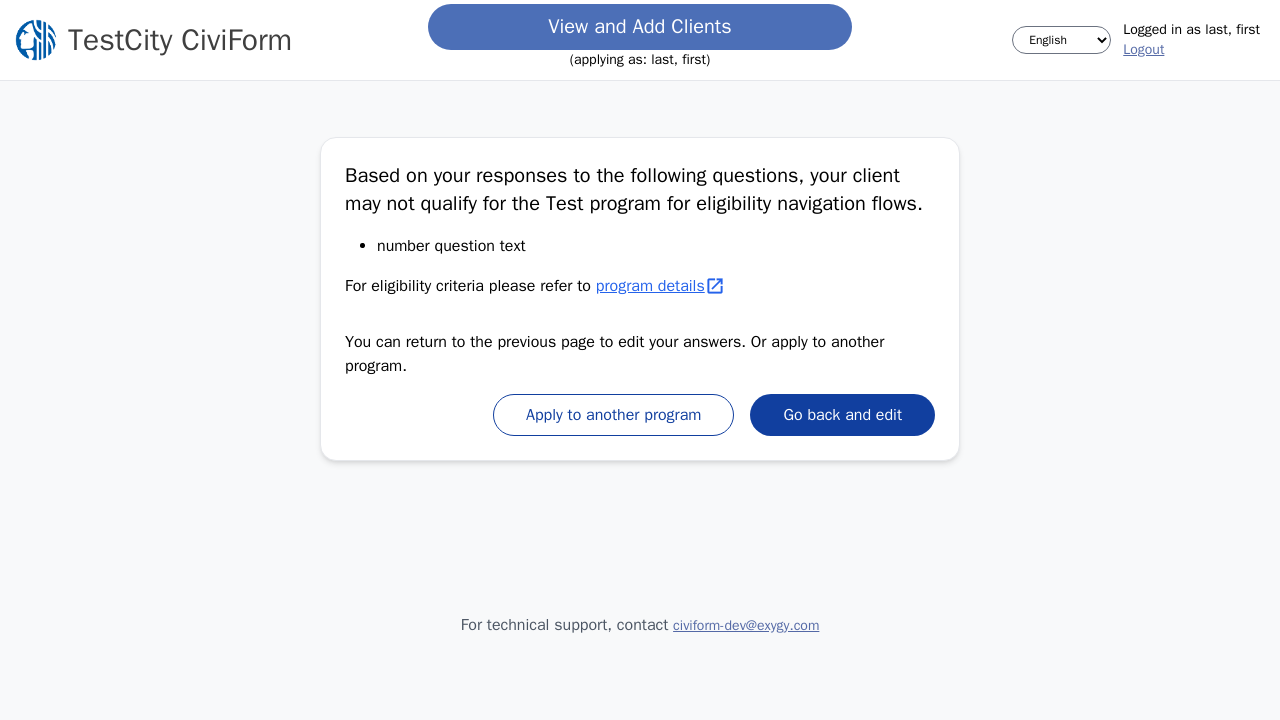 TestCity CiviForm
View and Add Clients
(applying as: last, first)
English
Logged in as last, first
Logout
Based on your responses to the following questions, your client
may not qualify for the Test program for eligibility navigation flows.
• number question text
For eligibility criteria please refer to program details
You can return to the previous page to edit your answers. Or apply to another
program.
Apply to another program
Go back and edit
For technical support, contact civiform-dev@exygy.com